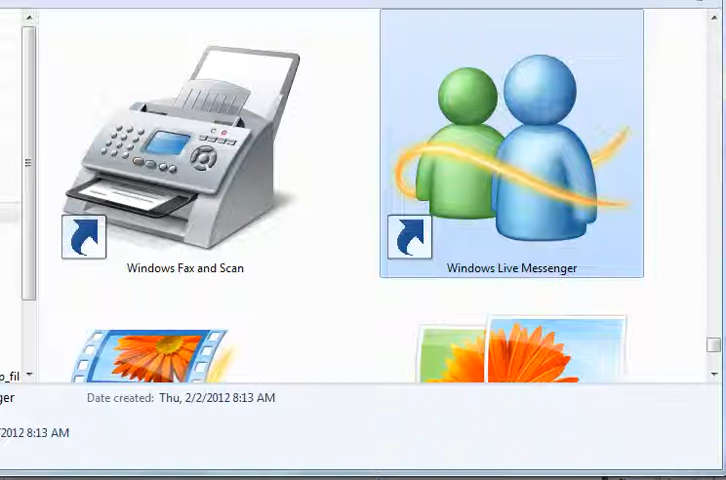 Windows Fax and Scan
Windows Live Messenger
p_fil
ger
Date created: Thu, 2/2/2012 8:13 AM
/2012 8:13 AM